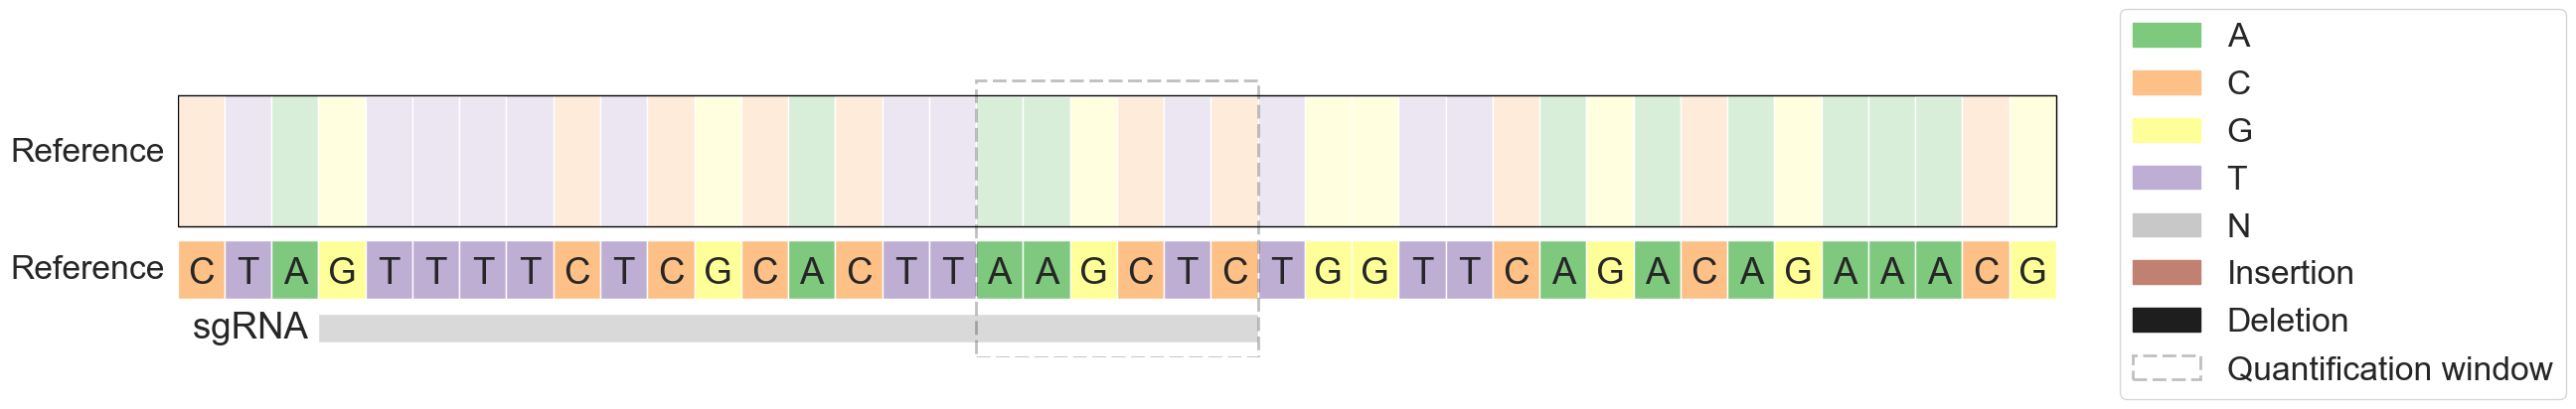 Reference
Reference C T A G T T T T C T C G C A C T T A A G C T C T G G T T C A G A C A G A A A C G
sgRNA
A
C
G
T
N
Insertion
Deletion
Quantification window